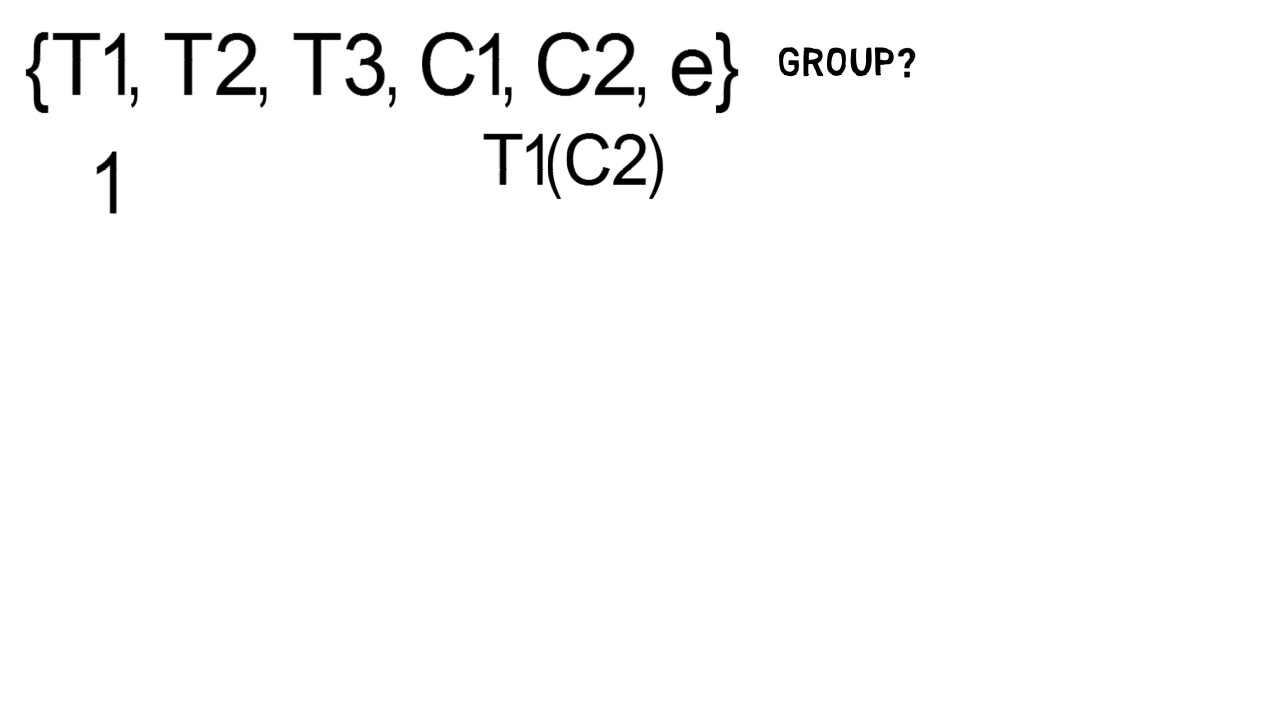 {T1, T2, T3, C1, C2, e} GROUP?
T1(C2)
1